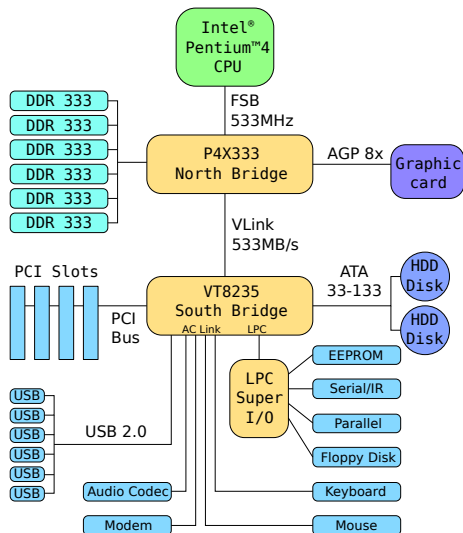 Intel®
Pentium™4
CPU
FSB
533MHz
DDR 333
DDR 333
DDR 333
DDR 333
DDR 333
DDR 333
P4X333
North Bridge
AGP 8x
Graphic
card
VLink
533MB/s
PCI Slots
PCI
Bus
VT8235
South Bridge
AC Link
LPC
ATA
33-133
HDD
Disk
HDD
Disk
LPC
Super
I/O
EEPROM
Serial/IR
Parallel
Floppy Disk
USB
USB
USB
USB
USB
USB
USB 2.0
Audio Codec
Keyboard
Modem
Mouse